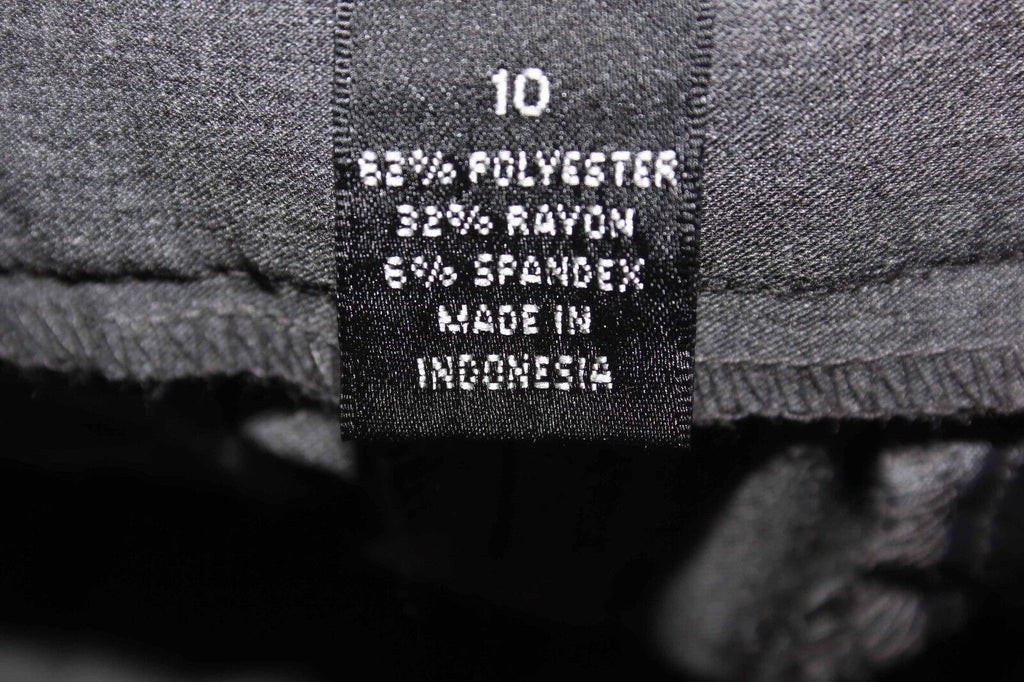 10
62% POLYESTER
32% RAYON
6% SPANDEX
MADE IN
INDONESIA